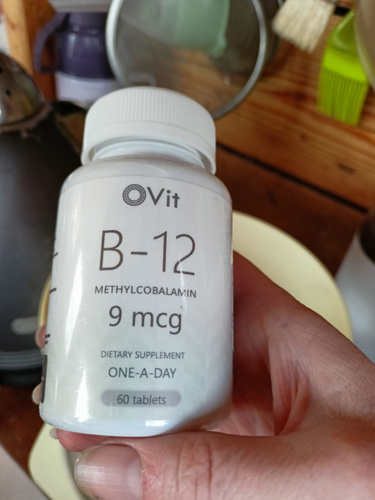 OVit
B-12
METHYLCOBALAMIN
9 mcg
DIETARY SUPPLEMENT
ONE-A-DAY
60 tablets